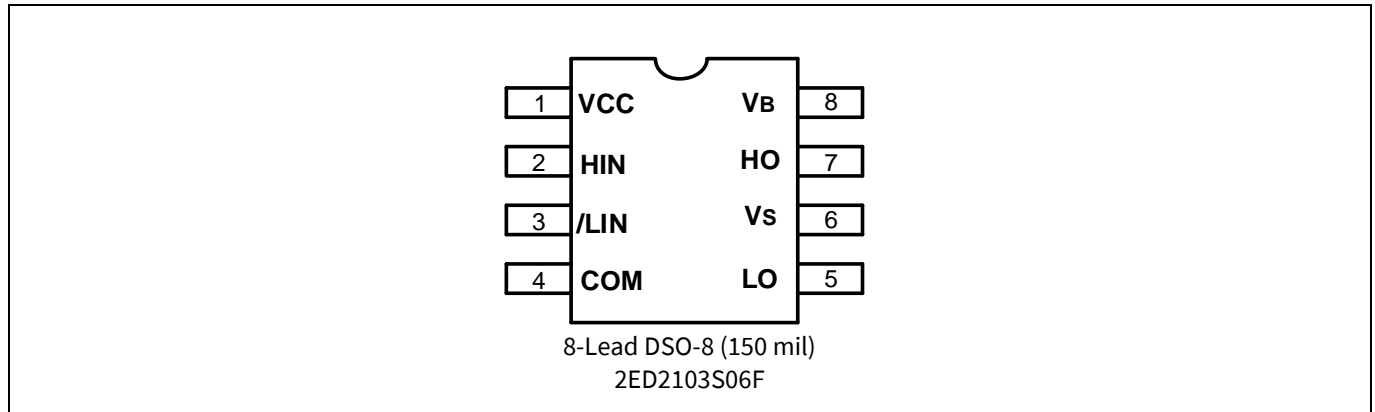 1 VCC VB 8
2 HIN HO 7
3 /LIN VS 6
4 COM LO 5
8-Lead DSO-8 (150 mil)
2ED2103S06F